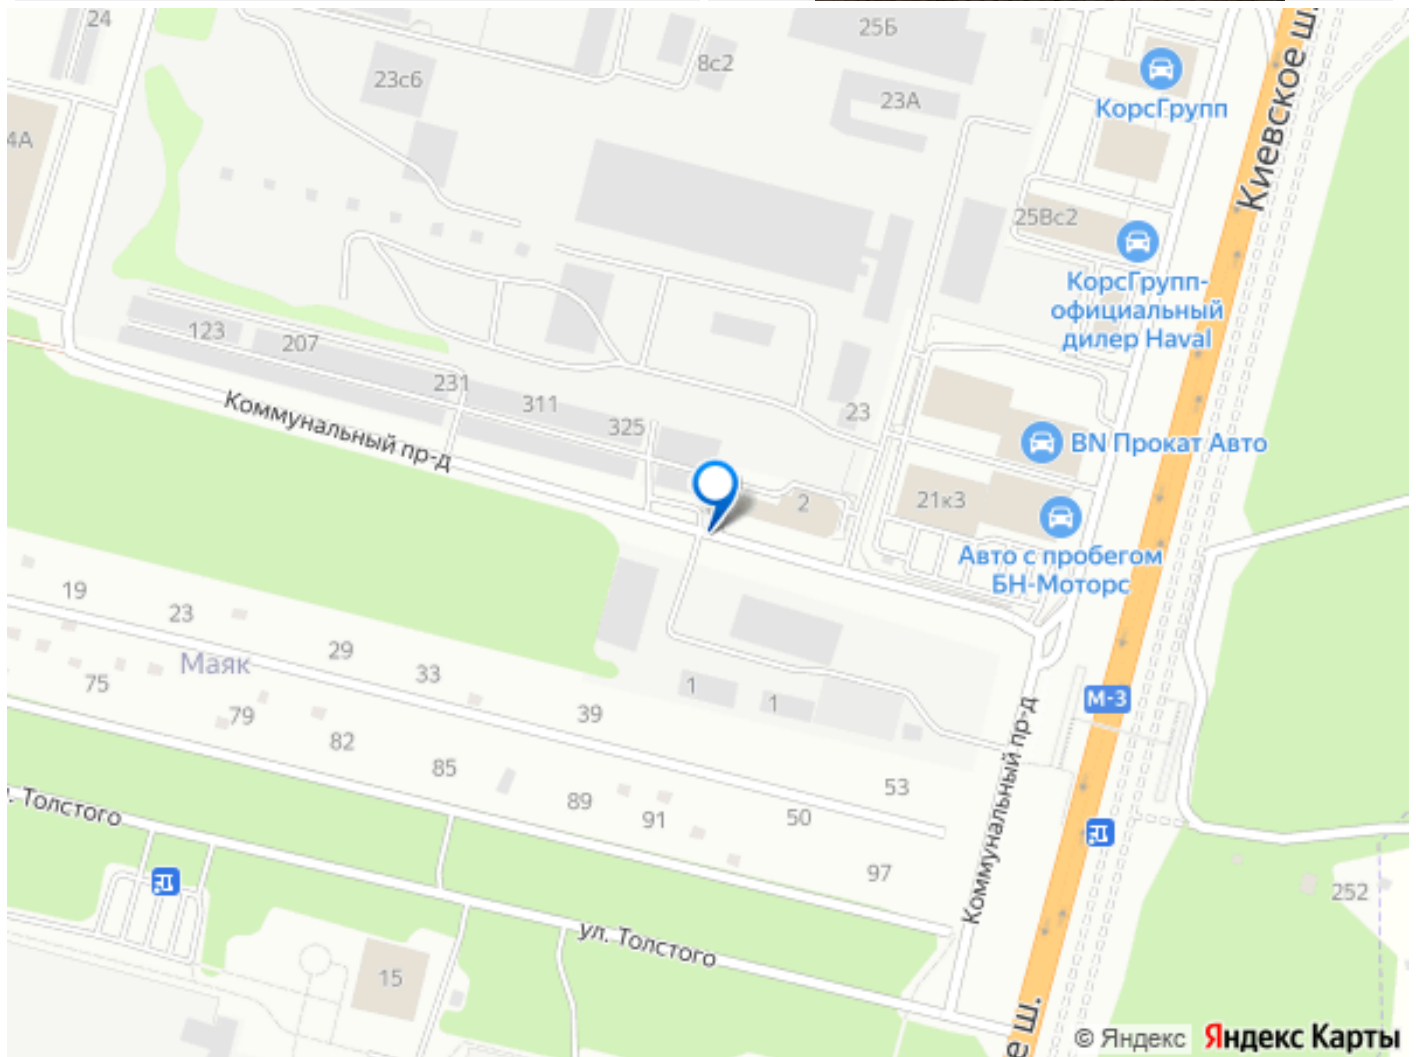 24
25Б
8с2
23с6
23А
КорсГрупп
Киевское ш.
4А
25Вс2
КорсГрупп-
официальный
дилер Haval
123
207
231
311
325
23
Коммунальный пр-д
BN Прокат Авто
2
21к3
Авто с пробегом
БН-Моторс
19
23
29
33
Маяк
75
79
82
39
1
1
М-3
Коммунальный пр-д
85
89
91
50
53
97
. Толстого
ул. Толстого
252
15
е ш.
© Яндекс Яндекс Карты